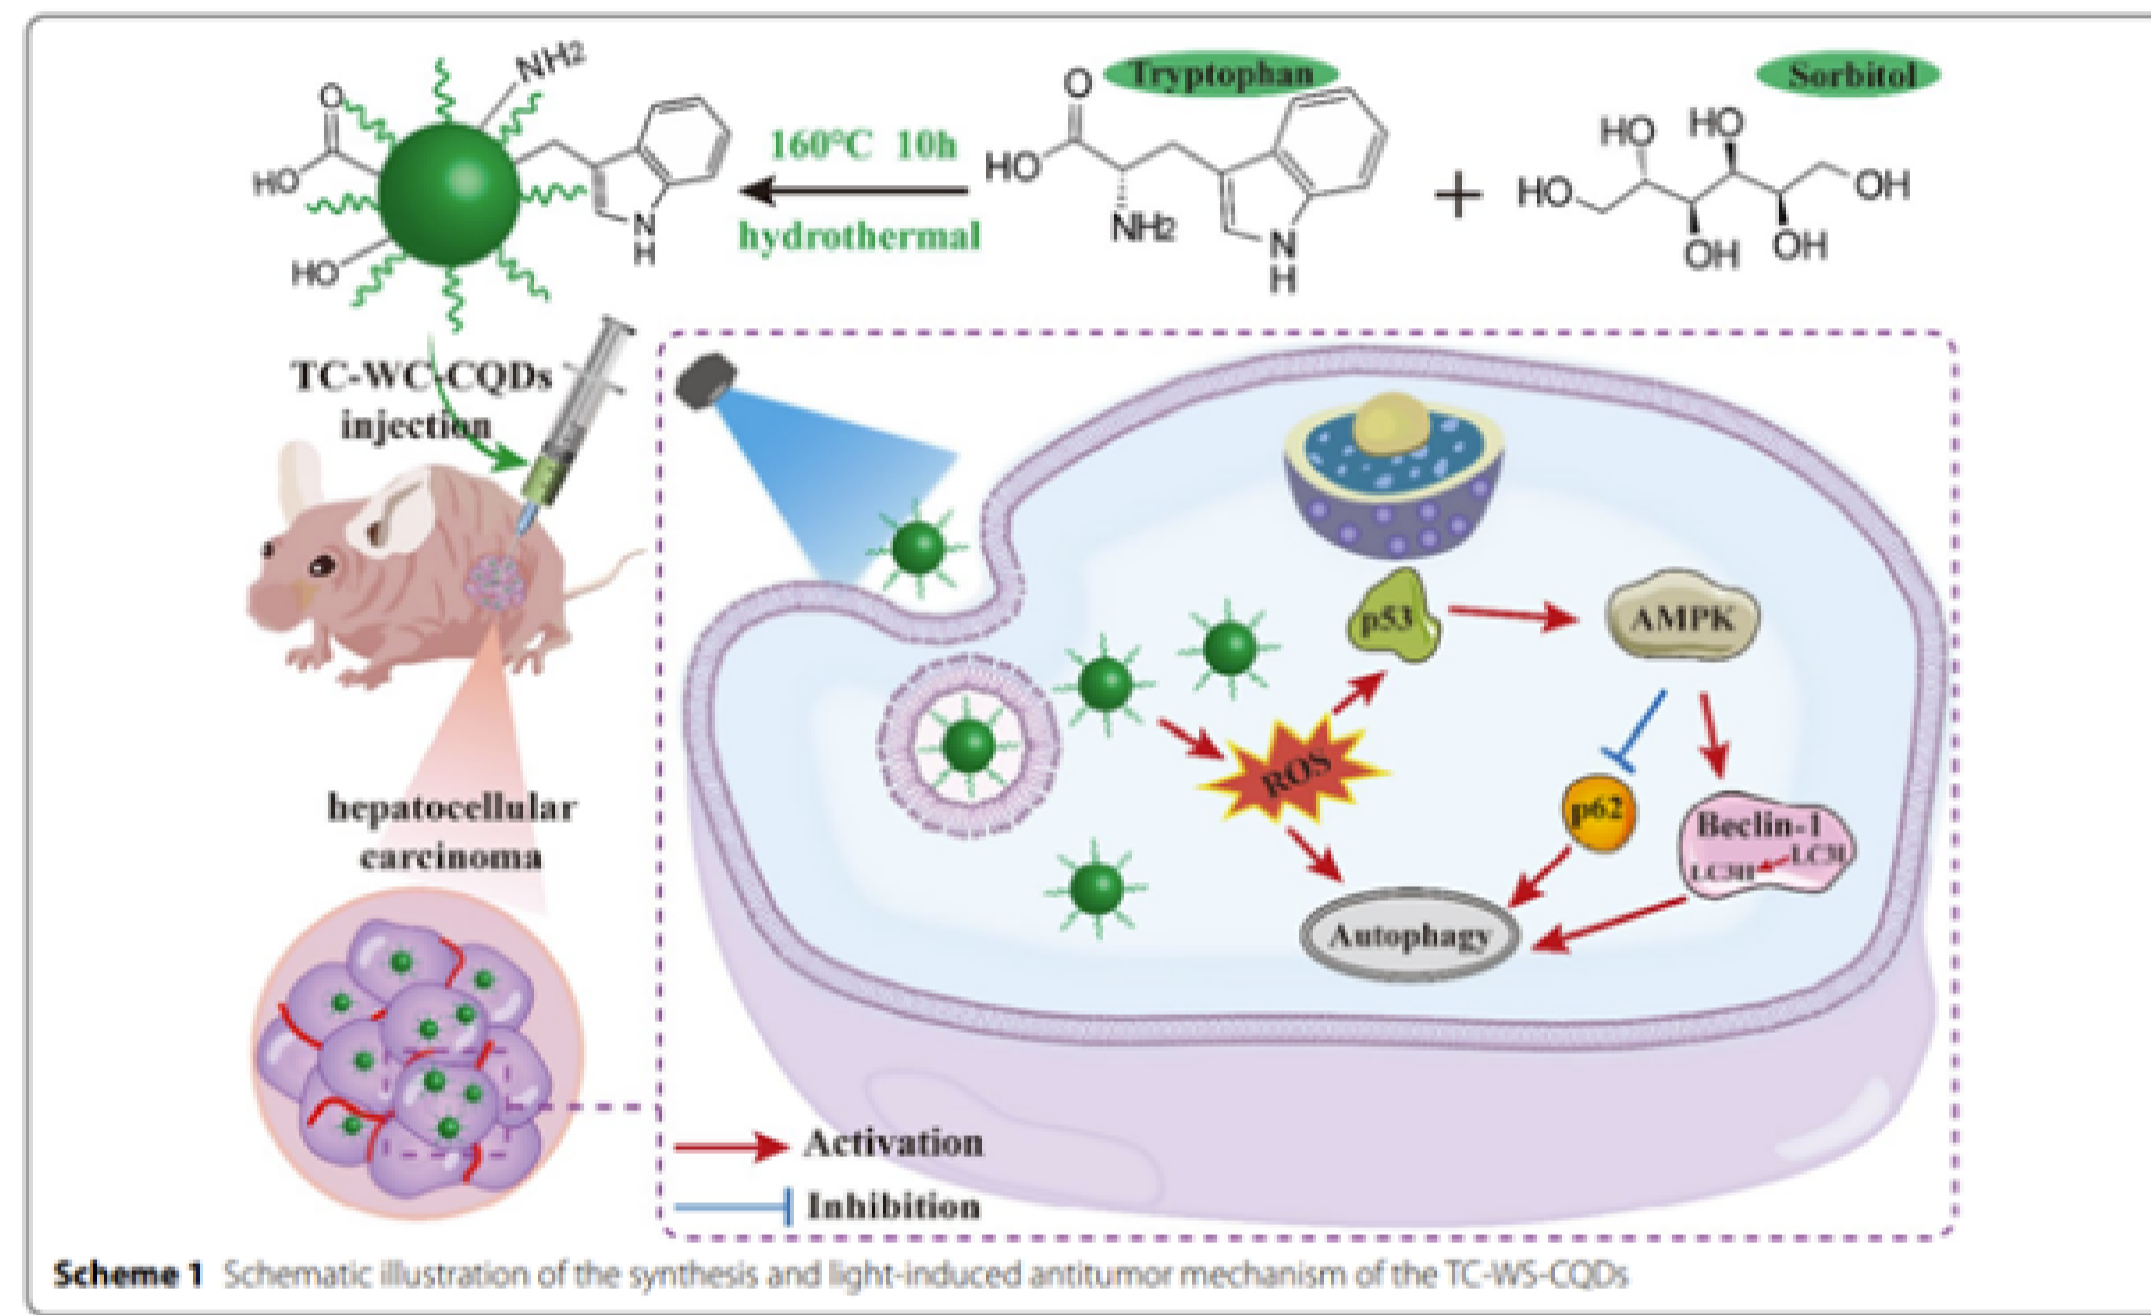 O
NH2
HO
HO
N
H
160°C 10h
hydrothermal
Tryptophan
O
HO
NH2
N
H
+
Sorbitol
HO
HO
HO
OH
OH
OH
TC-WC-CQDs
injection
hepatocellular
carcinoma
p53
AMPK
ROS
p62
Beclin-1
LC3I
LC3II
Autophagy
Activation
Inhibition
Scheme 1 Schematic illustration of the synthesis and light-induced antitumor mechanism of the TC-WS-CQDs